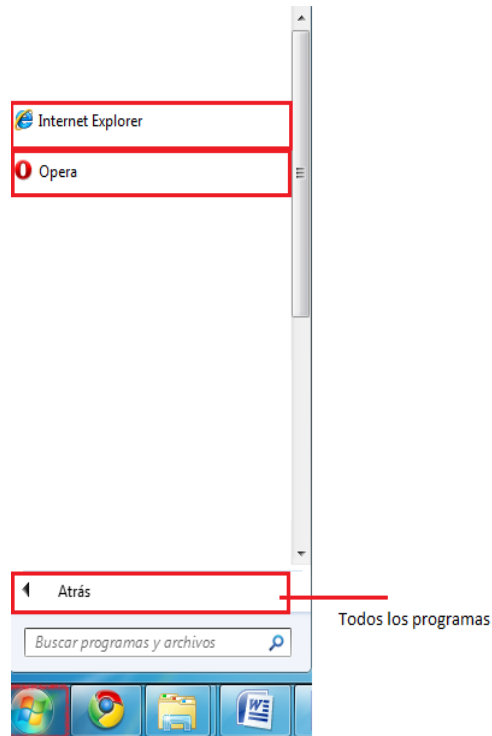 Internet Explorer
Opera
Atrás
Todos los programas
Buscar programas y archivos